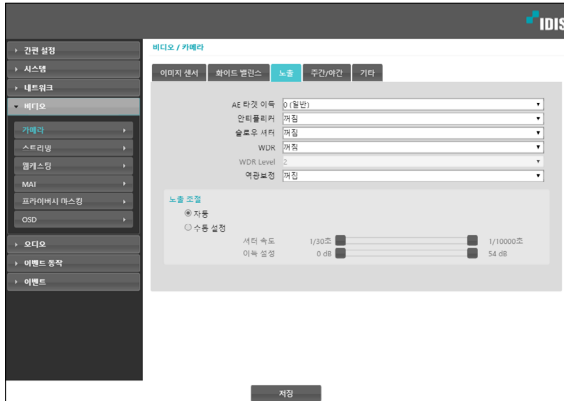 IDIS
간편 설정
시스템
네트워크
비디오
카메라
스트리밍
웹캐스팅
MAI
프라이버시 마스킹
OSD
오디오
이벤트 동작
이벤트
비디오 / 카메라
이미지 센서 화이트 밸런스 노출 주간/야간 기타
AE 타겟 이득 0 (일반)
안티플리커 꺼짐
슬로우 셔터 꺼짐
WDR 꺼짐
WDR Level 2
역광보정 꺼짐
노출 조절
자동
수동 설정
셔터 속도 1/30초 1/10000초
이득 설정 0 dB 54 dB
저장